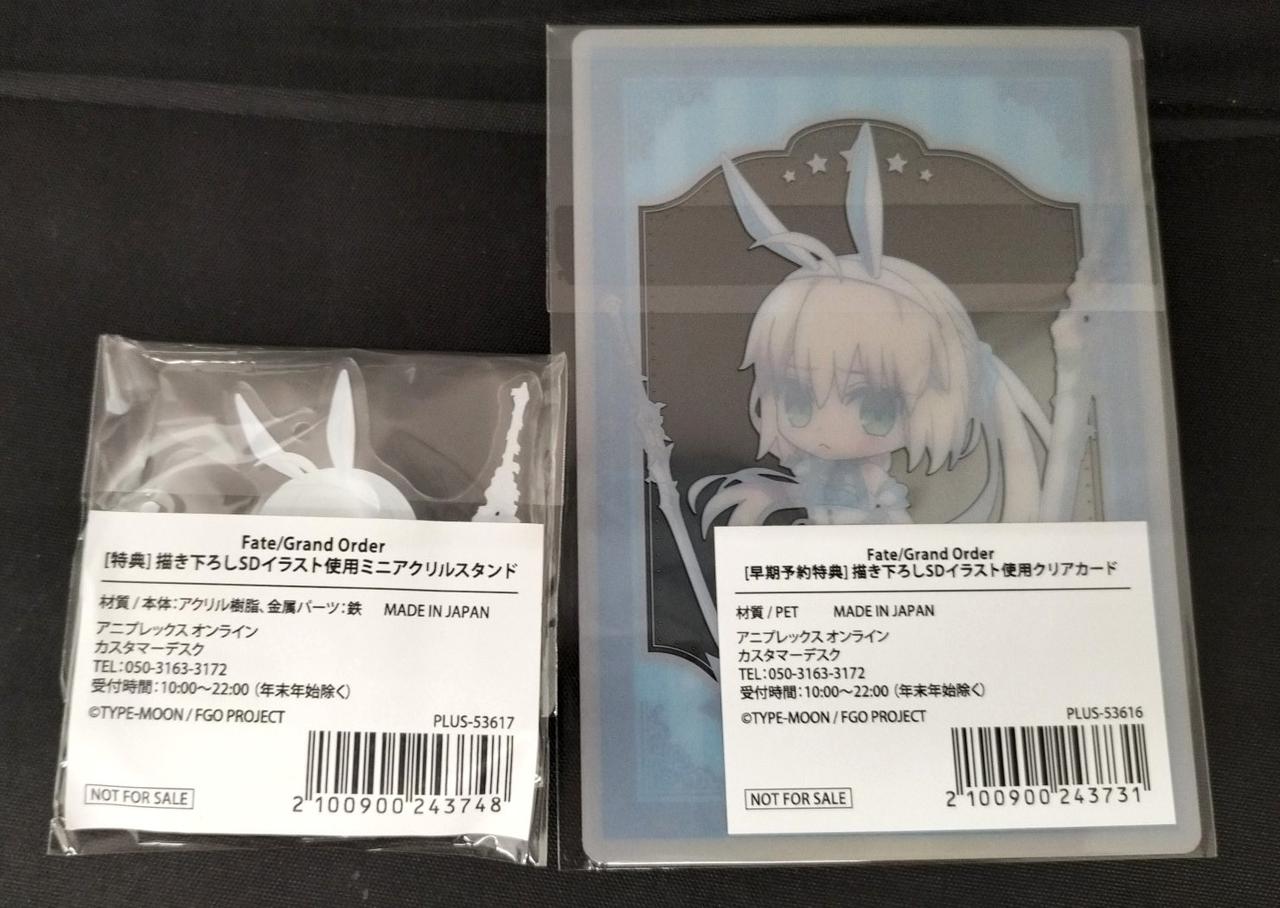 Fate/Grand Order
[特典] 描き下ろしSDイラスト使用ミニアクリルスタンド
材質 / 本体：アクリル樹脂、金属パーツ：鉄 MADE IN JAPAN
アニプレックス オンライン
カスタマーデスク
TEL：050-3163-3172
受付時間：10:00～22:00（年末年始除く）
©TYPE-MOON / FGO PROJECT
PLUS-53617
NOT FOR SALE
2 100900 243748
Fate/Grand Order
[早期予約特典] 描き下ろしSDイラスト使用クリアカード
材質 / PET MADE IN JAPAN
アニプレックス オンライン
カスタマーデスク
TEL：050-3163-3172
受付時間：10:00～22:00（年末年始除く）
©TYPE-MOON / FGO PROJECT
PLUS-53616
NOT FOR SALE
2 100900 243731